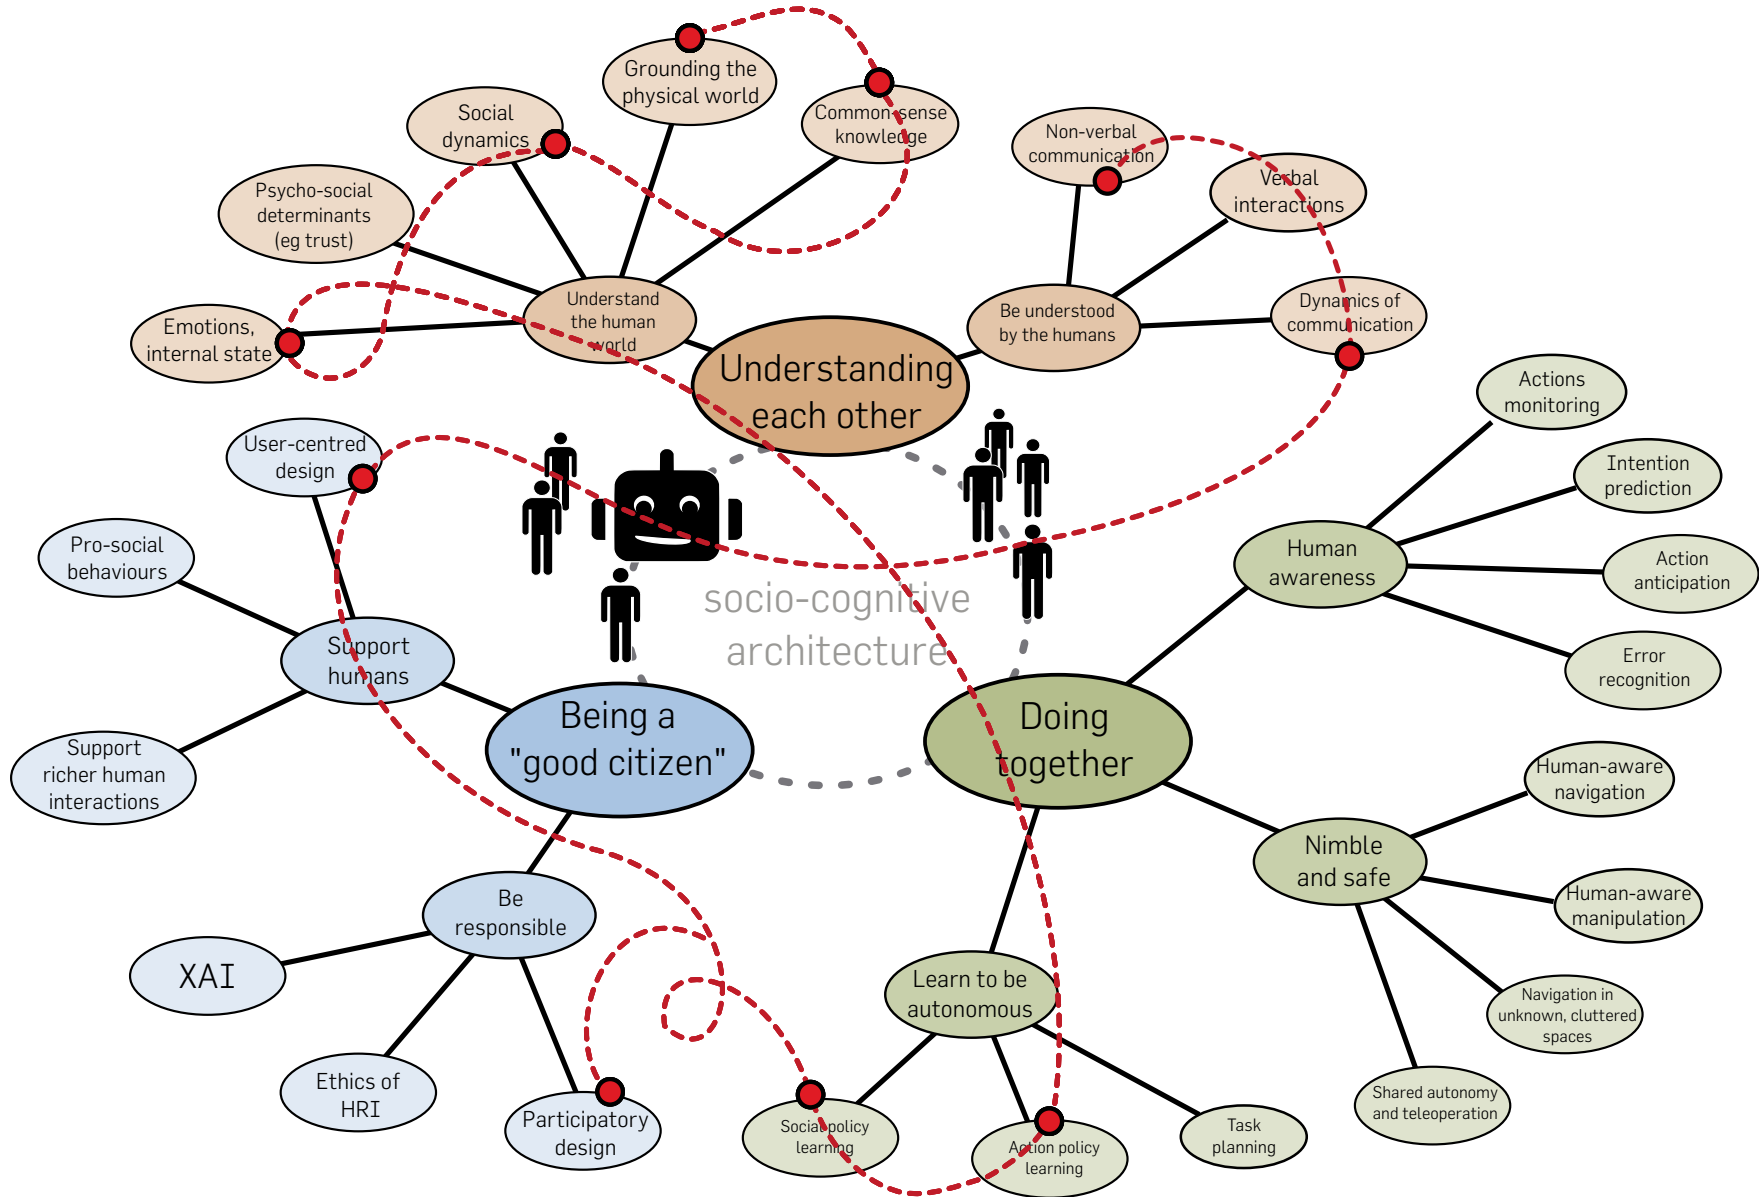 Grounding the
physical world
Social
dynamics
Common-sense
knowledge
Non-verbal
communication
Verbal
interactions
Psycho-social
determinants
(eg trust)
Emotions,
internal state
Understand
the human
world
Be understood
by the humans
Dynamics of
communication
Understanding
each other
Actions
monitoring
Intention
prediction
Human
awareness
Action
anticipation
Error
recognition
User-centred
design
Pro-social
behaviours
Support
humans
Support
richer human
interactions
socio-cognitive
architecture
Being a
"good citizen"
Doing
together
Human-aware
navigation
Nimble
and safe
Human-aware
manipulation
Navigation in
unknown, cluttered
spaces
Shared autonomy
and teleoperation
Be
responsible
XAI
Ethics of
HRI
Participatory
design
Learn to be
autonomous
Social policy
learning
Action policy
learning
Task
planning